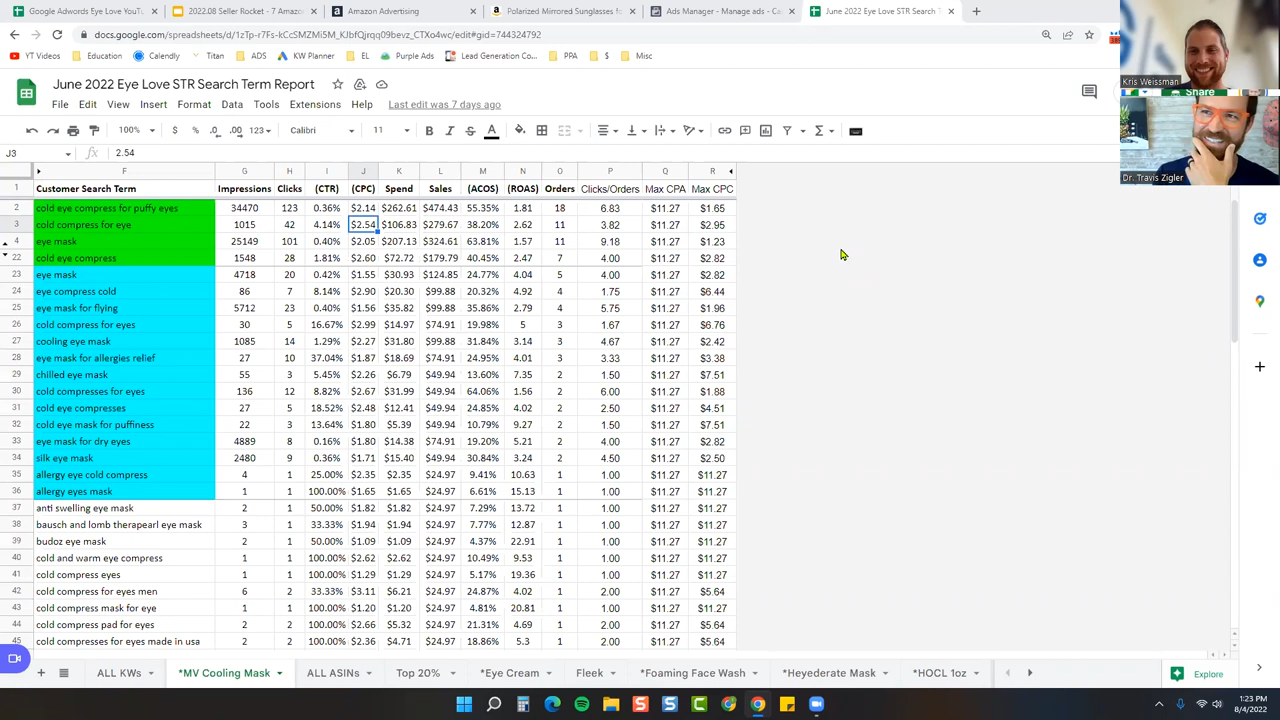 Google Adwords Eye Love YouT
2022.08 Seller Rocket - 7 Amazon
Amazon Advertising
Polarized Mirrored Sunglasses fo
Ads Manager - Manage ads - Ca
June 2022 Eye Love STR Search T
docs.google.com/spreadsheets/d/1zTp-r7Fs-kCcSMZMi5M_KJbfQjrqq09bevz_CTXo4wc/edit#gid=744324792
YT Videos Education Calendly Titan ADS KW Planner EL Purple Ads Lead Generation Co... PPA $ Misc
June 2022 Eye Love STR Search Term Report
File Edit View Insert Format Data Tools Extensions Help Last edit was 7 days ago
Share
Kris Weissman
Dr. Travis Zigler
100% $ % .0 .00 123 Calibri 11 B I S A
J3 fx 2.54
F G H I J K L M N O P Q R
1 Customer Search Term Impressions Clicks (CTR) (CPC) Spend Sales (ACOS) (ROAS) Orders Clicks/Orders Max CPA Max CPC
2 cold eye compress for puffy eyes 34470 123 0.36% $2.14 $262.61 $474.43 55.35% 1.81 18 6.83 $11.27 $1.65
3 cold compress for eye 1015 42 4.14% $2.54 $106.83 $279.67 38.20% 2.62 11 3.82 $11.27 $2.95
4 eye mask 25149 101 0.40% $2.05 $207.13 $324.61 63.81% 1.57 11 9.18 $11.27 $1.23
22 cold eye compress 1548 28 1.81% $2.60 $72.72 $179.79 40.45% 2.47 7 4.00 $11.27 $2.82
23 eye mask 4718 20 0.42% $1.55 $30.93 $124.85 24.77% 4.04 5 4.00 $11.27 $2.82
24 eye compress cold 86 7 8.14% $2.90 $20.30 $99.88 20.32% 4.92 4 1.75 $11.27 $6.44
25 eye mask for flying 5712 23 0.40% $1.56 $35.82 $99.88 35.86% 2.79 4 5.75 $11.27 $1.96
26 cold compress for eyes 30 5 16.67% $2.99 $14.97 $74.91 19.98% 5 3 1.67 $11.27 $6.76
27 cooling eye mask 1085 14 1.29% $2.27 $31.80 $99.88 31.84% 3.14 3 4.67 $11.27 $2.42
28 eye mask for allergies relief 27 10 37.04% $1.87 $18.69 $74.91 24.95% 4.01 3 3.33 $11.27 $3.38
29 chilled eye mask 55 3 5.45% $2.26 $6.79 $49.94 13.60% 7.35 2 1.50 $11.27 $7.51
30 cold compresses for eyes 136 12 8.82% $2.67 $31.99 $49.94 64.06% 1.56 2 6.00 $11.27 $1.88
31 cold eye compresses 27 5 18.52% $2.48 $12.41 $49.94 24.85% 4.02 2 2.50 $11.27 $4.51
32 cold eye mask for puffiness 22 3 13.64% $1.80 $5.39 $49.94 10.79% 9.27 2 1.50 $11.27 $7.51
33 eye mask for dry eyes 4889 8 0.16% $1.80 $14.38 $74.91 19.20% 5.21 2 4.00 $11.27 $2.82
34 silk eye mask 2480 9 0.36% $1.71 $15.40 $49.94 30.84% 3.24 2 4.50 $11.27 $2.50
35 allergy eye cold compress 4 1 25.00% $2.35 $2.35 $24.97 9.41% 10.63 1 1.00 $11.27 $11.27
36 allergy eyes mask 1 1 100.00% $1.65 $1.65 $24.97 6.61% 15.13 1 1.00 $11.27 $11.27
37 anti swelling eye mask 2 1 50.00% $1.82 $1.82 $24.97 7.29% 13.72 1 1.00 $11.27 $11.27
38 bausch and lomb therapearl eye mask 3 1 33.33% $1.94 $1.94 $24.97 7.77% 12.87 1 1.00 $11.27 $11.27
39 budoz eye mask 2 1 50.00% $1.09 $1.09 $24.97 4.37% 22.91 1 1.00 $11.27 $11.27
40 cold and warm eye compress 1 1 100.00% $2.62 $2.62 $24.97 10.49% 9.53 1 1.00 $11.27 $11.27
41 cold compress eyes 1 1 100.00% $1.29 $1.29 $24.97 5.17% 19.36 1 1.00 $11.27 $11.27
42 cold compress for eyes men 6 2 33.33% $3.11 $6.21 $24.97 24.87% 4.02 1 2.00 $11.27 $5.64
43 cold compress mask for eye 1 1 100.00% $1.20 $1.20 $24.97 4.81% 20.81 1 1.00 $11.27 $11.27
44 cold compress pad for eyes 2 2 100.00% $2.66 $5.32 $24.97 21.31% 4.69 1 2.00 $11.27 $5.64
45 cold compresses for eyes made in usa 2 2 100.00% $2.36 $4.71 $24.97 18.86% 5.3 1 2.00 $11.27 $5.64
ALL KWs *MV Cooling Mask ALL ASINs Top 20% *Eye Cream Fleek *Foaming Face Wash *Heyederate Mask *HOCL 1oz Explore
1:23 PM
8/4/2022